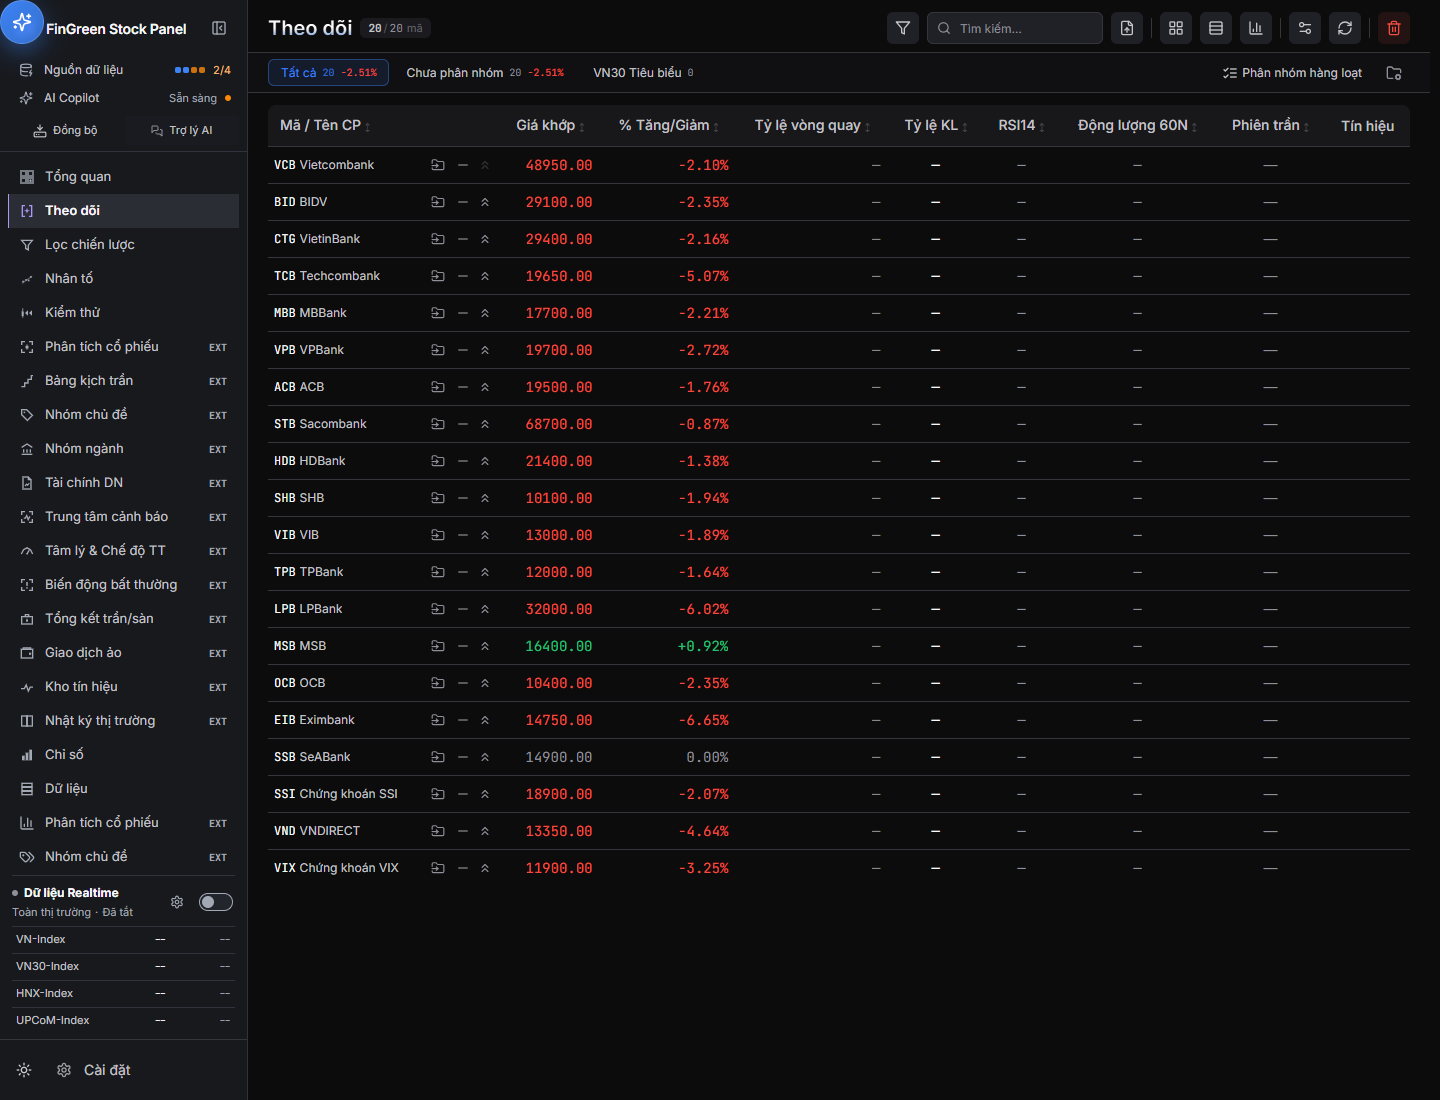 FinGreen Stock Panel
Nguồn dữ liệu 2/4
AI Copilot Sẵn sàng
Đồng bộ Trợ lý AI
Tổng quan
Theo dõi
Lọc chiến lược
Nhân tố
Kiểm thử
Phân tích cổ phiếu EXT
Bảng kịch trần EXT
Nhóm chủ đề EXT
Nhóm ngành EXT
Tài chính DN EXT
Trung tâm cảnh báo EXT
Tâm lý & Chế độ TT EXT
Biến động bất thường EXT
Tổng kết trần/sàn EXT
Giao dịch ảo EXT
Kho tín hiệu EXT
Nhật ký thị trường EXT
Chỉ số
Dữ liệu
Phân tích cổ phiếu EXT
Nhóm chủ đề EXT
Dữ liệu Realtime
Toàn thị trường · Đã tắt
VN-Index -- --
VN30-Index -- --
HNX-Index -- --
UPCoM-Index -- --
Cài đặt
Theo dõi 20/20 mã
Tìm kiếm...
Tất cả 20 -2.51% Chưa phân nhóm 20 -2.51% VN30 Tiêu biểu 0 Phân nhóm hàng loạt
Mã / Tên CP Giá khớp % Tăng/Giảm Tỷ lệ vòng quay Tỷ lệ KL RSI14 Động lượng 60N Phiên trần Tín hiệu
VCB Vietcombank 48950.00 -2.10% — — — — —
BID BIDV 29100.00 -2.35% — — — — —
CTG VietinBank 29400.00 -2.16% — — — — —
TCB Techcombank 19650.00 -5.07% — — — — —
MBB MBBank 17700.00 -2.21% — — — — —
VPB VPBank 19700.00 -2.72% — — — — —
ACB ACB 19500.00 -1.76% — — — — —
STB Sacombank 68700.00 -0.87% — — — — —
HDB HDBank 21400.00 -1.38% — — — — —
SHB SHB 10100.00 -1.94% — — — — —
VIB VIB 13000.00 -1.89% — — — — —
TPB TPBank 12000.00 -1.64% — — — — —
LPB LPBank 32000.00 -6.02% — — — — —
MSB MSB 16400.00 +0.92% — — — — —
OCB OCB 10400.00 -2.35% — — — — —
EIB Eximbank 14750.00 -6.65% — — — — —
SSB SeABank 14900.00 0.00% — — — — —
SSI Chứng khoán SSI 18900.00 -2.07% — — — — —
VND VNDIRECT 13350.00 -4.64% — — — — —
VIX Chứng khoán VIX 11900.00 -3.25% — — — — —